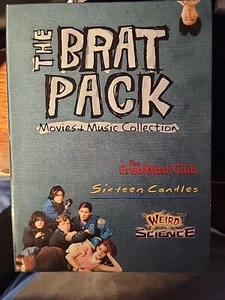 THE BRAT
PACK
Movies + Music Collection
The
Breakfast Club
Sixteen Candles
WEIRD
SCIENCE